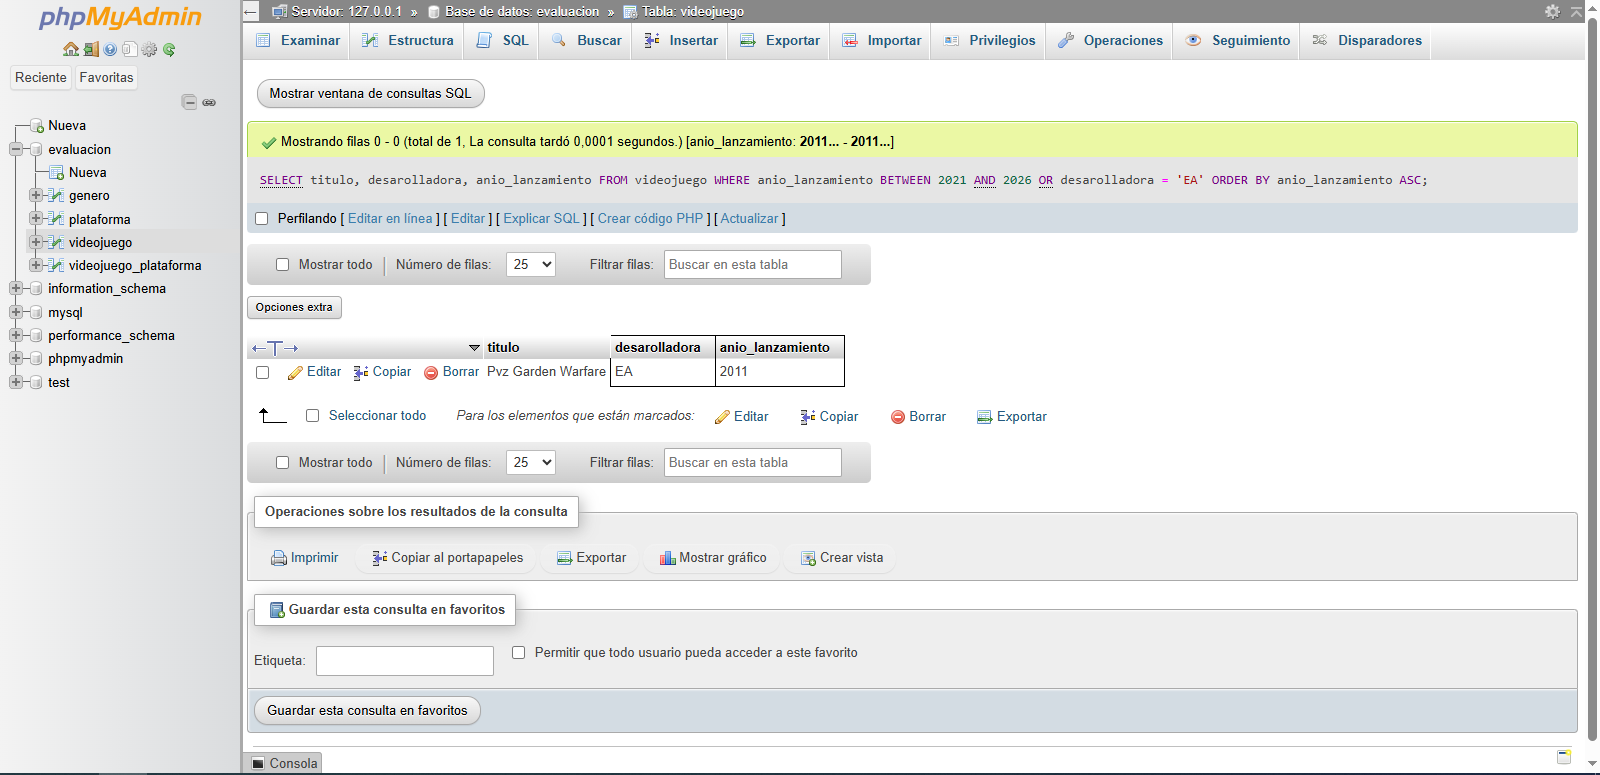 phpMyAdmin
Reciente Favoritas
Nueva
evaluacion
Nueva
genero
plataforma
videojuego
videojuego_plataforma
information_schema
mysql
performance_schema
phpmyadmin
test
Servidor: 127.0.0.1 » Base de datos: evaluacion » Tabla: videojuego
Examinar Estructura SQL Buscar Insertar Exportar Importar Privilegios Operaciones Seguimiento Disparadores
Mostrar ventana de consultas SQL
Mostrando filas 0 - 0 (total de 1, La consulta tardó 0,0001 segundos.) [anio_lanzamiento: 2011... - 2011...]
SELECT titulo, desarolladora, anio_lanzamiento FROM videojuego WHERE anio_lanzamiento BETWEEN 2021 AND 2026 OR desarolladora = 'EA' ORDER BY anio_lanzamiento ASC;
Perfilando [ Editar en línea ] [ Editar ] [ Explicar SQL ] [ Crear código PHP ] [ Actualizar ]
Mostrar todo Número de filas: 25 Filtrar filas: Buscar en esta tabla
Opciones extra
titulo desarolladora anio_lanzamiento
Editar Copiar Borrar Pvz Garden Warfare EA 2011
Seleccionar todo Para los elementos que están marcados: Editar Copiar Borrar Exportar
Mostrar todo Número de filas: 25 Filtrar filas: Buscar en esta tabla
Operaciones sobre los resultados de la consulta
Imprimir Copiar al portapapeles Exportar Mostrar gráfico Crear vista
Guardar esta consulta en favoritos
Etiqueta: Permitir que todo usuario pueda acceder a este favorito
Guardar esta consulta en favoritos
Consola